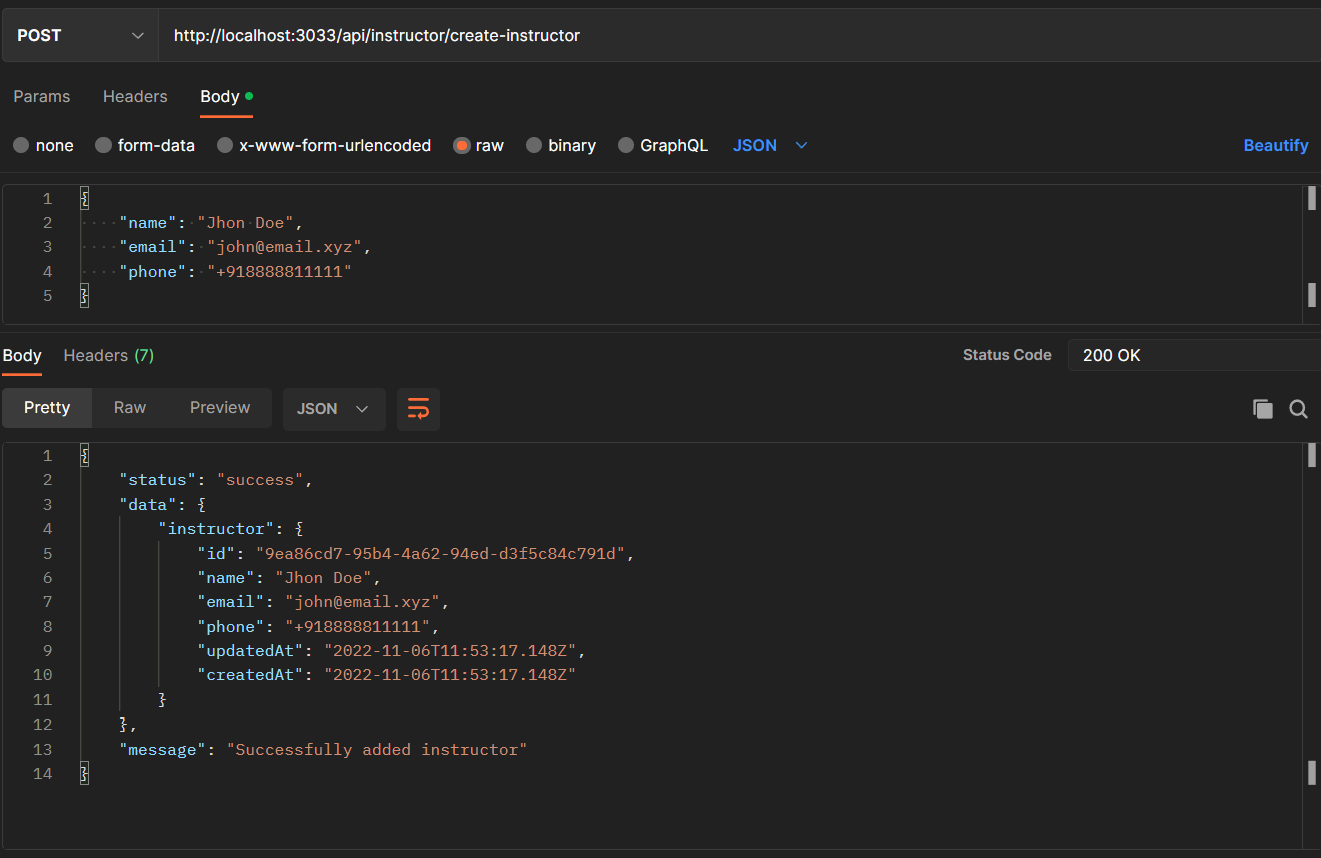 POST http://localhost:3033/api/instructor/create-instructor
Params Headers Body
none form-data x-www-form-urlencoded raw binary GraphQL JSON Beautify
1 {
2 "name": "Jhon Doe",
3 "email": "john@email.xyz",
4 "phone": "+918888811111"
5 }
Body Headers (7) Status Code 200 OK
Pretty Raw Preview JSON
1 {
2 "status": "success",
3 "data": {
4 "instructor": {
5 "id": "9ea86cd7-95b4-4a62-94ed-d3f5c84c791d",
6 "name": "Jhon Doe",
7 "email": "john@email.xyz",
8 "phone": "+918888811111",
9 "updatedAt": "2022-11-06T11:53:17.148Z",
10 "createdAt": "2022-11-06T11:53:17.148Z"
11 }
12 },
13 "message": "Successfully added instructor"
14 }